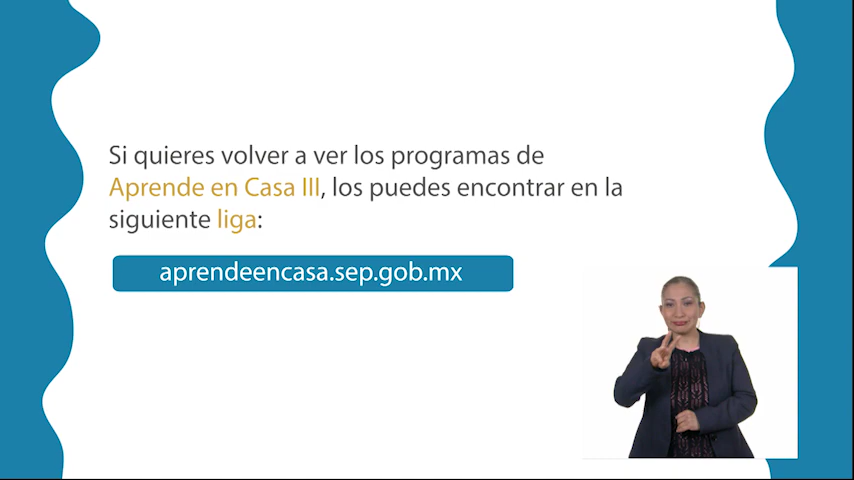 Si quieres volver a ver los programas de
Aprende en Casa III, los puedes encontrar en la
siguiente liga:
aprendeencasa.sep.gob.mx